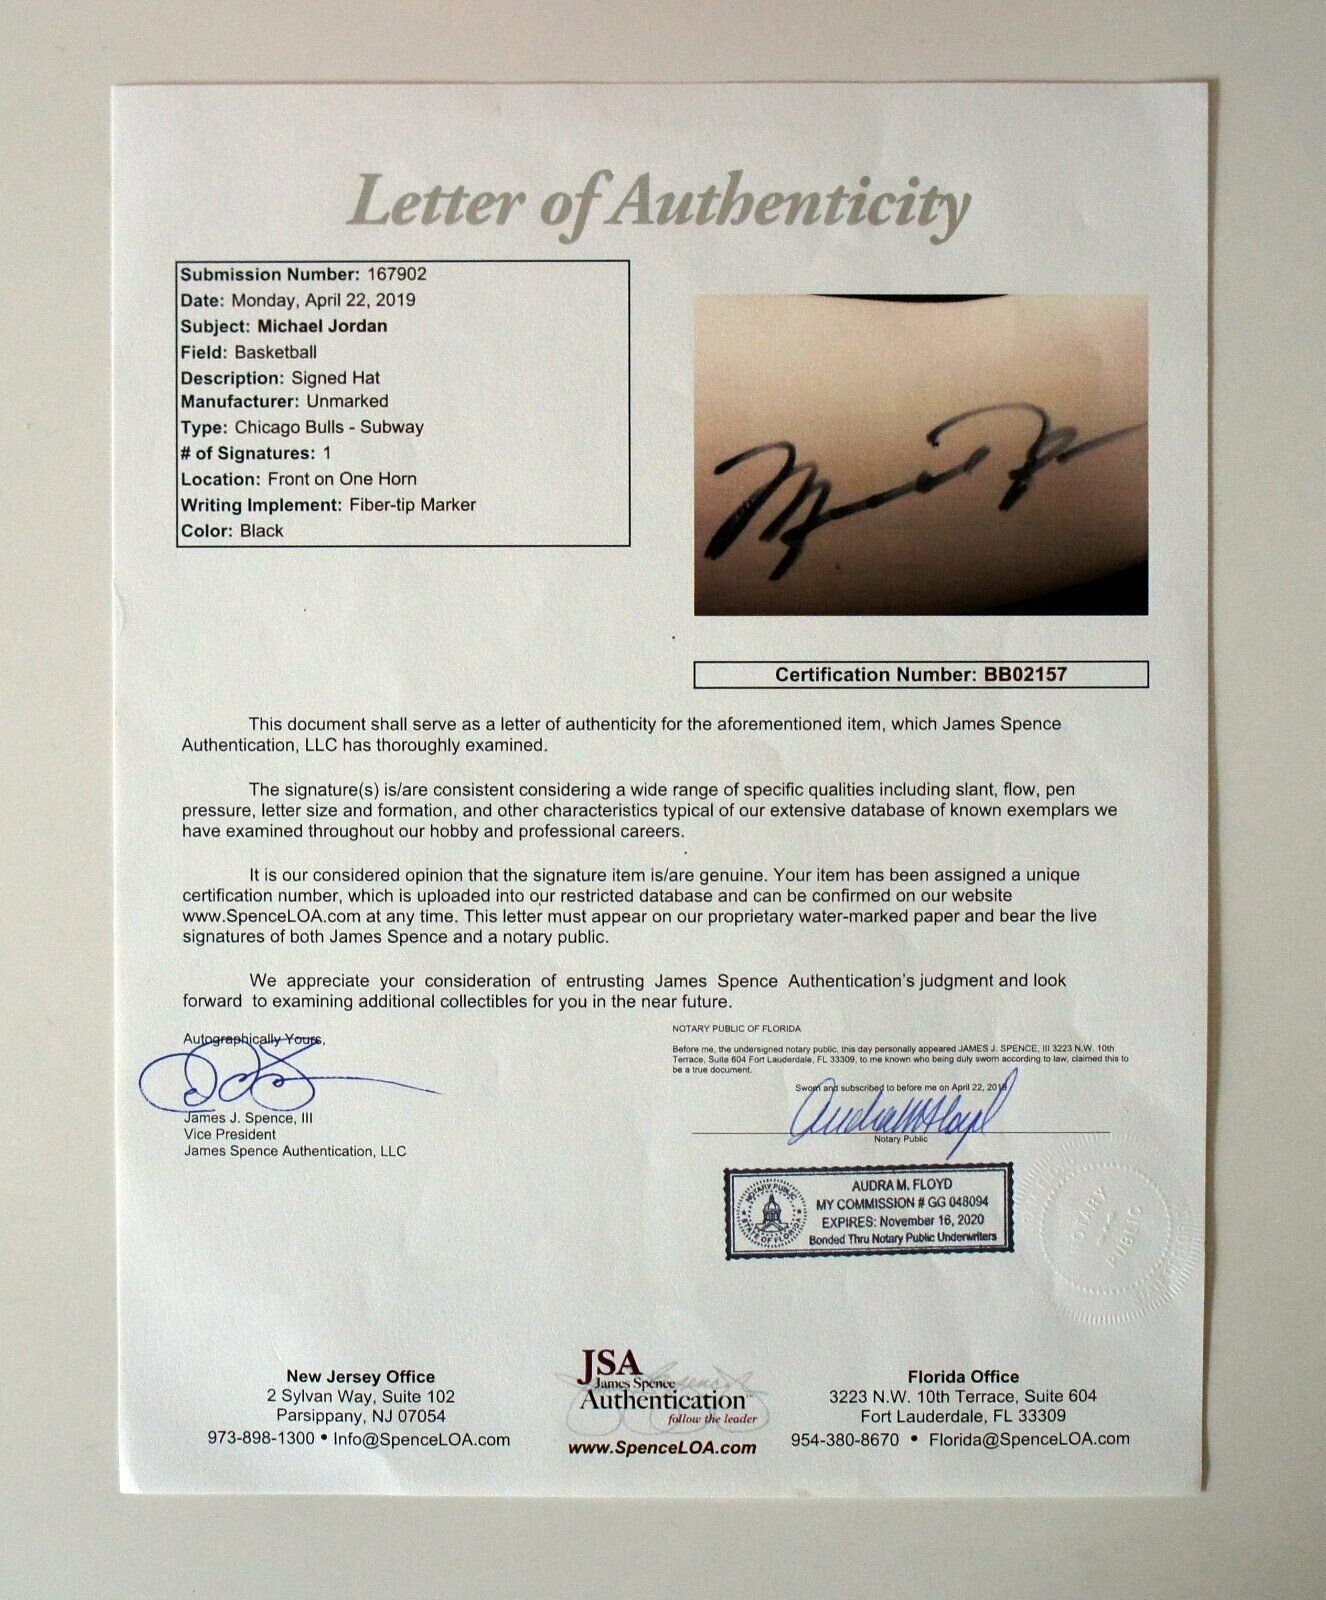 Letter of Authenticity
Submission Number: 167902
Date: Monday, April 22, 2019
Subject: Michael Jordan
Field: Basketball
Description: Signed Hat
Manufacturer: Unmarked
Type: Chicago Bulls - Subway
# of Signatures: 1
Location: Front on One Horn
Writing Implement: Fiber-tip Marker
Color: Black
Certification Number: BB02157
This document shall serve as a letter of authenticity for the aforementioned item, which James Spence
Authentication, LLC has thoroughly examined.
The signature(s) is/are consistent considering a wide range of specific qualities including slant, flow, pen
pressure, letter size and formation, and other characteristics typical of our extensive database of known exemplars we
have examined throughout our hobby and professional careers.
It is our considered opinion that the signature item is/are genuine. Your item has been assigned a unique
certification number, which is uploaded into our restricted database and can be confirmed on our website
www.SpenceLOA.com at any time. This letter must appear on our proprietary water-marked paper and bear the live
signatures of both James Spence and a notary public.
We appreciate your consideration of entrusting James Spence Authentication's judgment and look
forward to examining additional collectibles for you in the near future.
Autographically Yours,
James J. Spence, III
Vice President
James Spence Authentication, LLC
NOTARY PUBLIC OF FLORIDA
Before me, the undersigned notary public, this day personally appeared JAMES J. SPENCE, III 3223 N.W. 10th
Terrace, Suite 604 Fort Lauderdale, FL 33309, to me known who being duly sworn according to law, claimed this to
be a true document.
Sworn and subscribed to before me on April 22, 2019
Audra M Floyd
Notary Public
NOTARY PUBLIC
STATE OF FLORIDA
AUDRA M. FLOYD
MY COMMISSION # GG 048094
EXPIRES: November 16, 2020
Bonded Thru Notary Public Underwriters
NOTARY
PUBLIC
New Jersey Office
2 Sylvan Way, Suite 102
Parsippany, NJ 07054
973-898-1300 • Info@SpenceLOA.com
JSA
James Spence
Authentication
follow the leader
www.SpenceLOA.com
Florida Office
3223 N.W. 10th Terrace, Suite 604
Fort Lauderdale, FL 33309
954-380-8670 • Florida@SpenceLOA.com